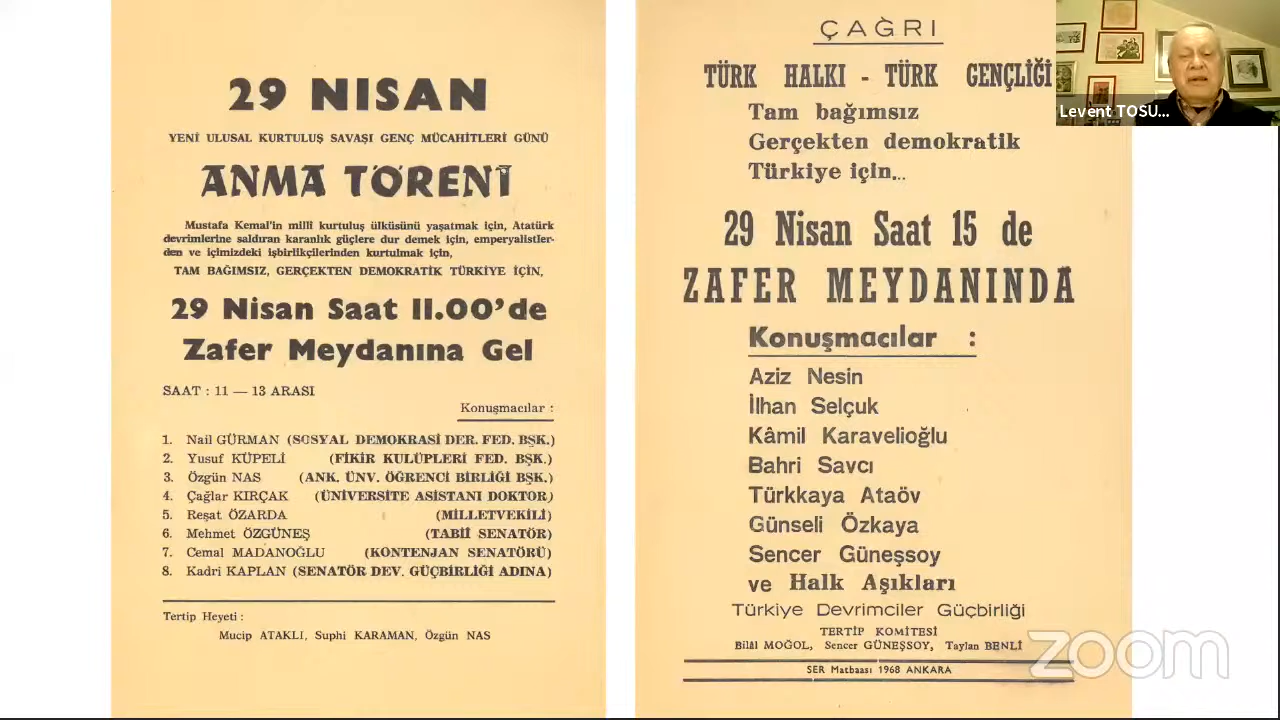 29 NISAN
YENİ ULUSAL KURTULUŞ SAVAŞI GENÇ MÜCAHİTLERİ GÜNÜ
ANMA TÖRENİ
Mustafa Kemal'in millî kurtuluş ülküsünü yaşatmak için, Atatürk
devrimlerine saldıran karanlık güçlere dur demek için, emperyalistler-
den ve içimizdeki işbirlikçilerinden kurtulmak için,
TAM BAĞIMSIZ, GERÇEKTEN DEMOKRATİK TÜRKİYE İÇİN,
29 Nisan Saat 11.00'de
Zafer Meydanına Gel
SAAT : 11 — 13 ARASI
Konuşmacılar :
1. Nail GÜRMAN (SOSYAL DEMOKRASİ DER. FED. BŞK.)
2. Yusuf KÜPELİ (FİKİR KULÜPLERİ FED. BŞK.)
3. Özgün NAS (ANK. ÜNV. ÖĞRENCİ BİRLİĞİ BŞK.)
4. Çağlar KIRÇAK (ÜNİVERSİTE ASİSTANI DOKTOR)
5. Reşat ÖZARDA (MİLLETVEKİLİ)
6. Mehmet ÖZGÜNEŞ (TABİÎ SENATÖR)
7. Cemal MADANOĞLU (KONTENJAN SENATÖRÜ)
8. Kadri KAPLAN (SENATÖR DEV. GÜÇBİRLİĞİ ADINA)
Tertip Heyeti :
Mucip ATAKLI, Suphi KARAMAN, Özgün NAS
ÇAĞRI
TÜRK HALKI - TÜRK GENÇLİĞİ
Tam bağımsız
Gerçekten demokratik
Türkiye için...
29 Nisan Saat 15 de
ZAFER MEYDANINDA
Konuşmacılar :
Aziz Nesin
İlhan Selçuk
Kâmil Karavelioğlu
Bahri Savcı
Türkkaya Ataöv
Günseli Özkaya
Sencer Güneşsoy
ve Halk Aşıkları
Türkiye Devrimciler Güçbirliği
TERTİP KOMİTESİ
Bilâl MOĞOL, Sencer GÜNEŞSOY, Taylan BENLİ
SER Matbaası 1968 ANKARA
Levent TOSU...
zoom